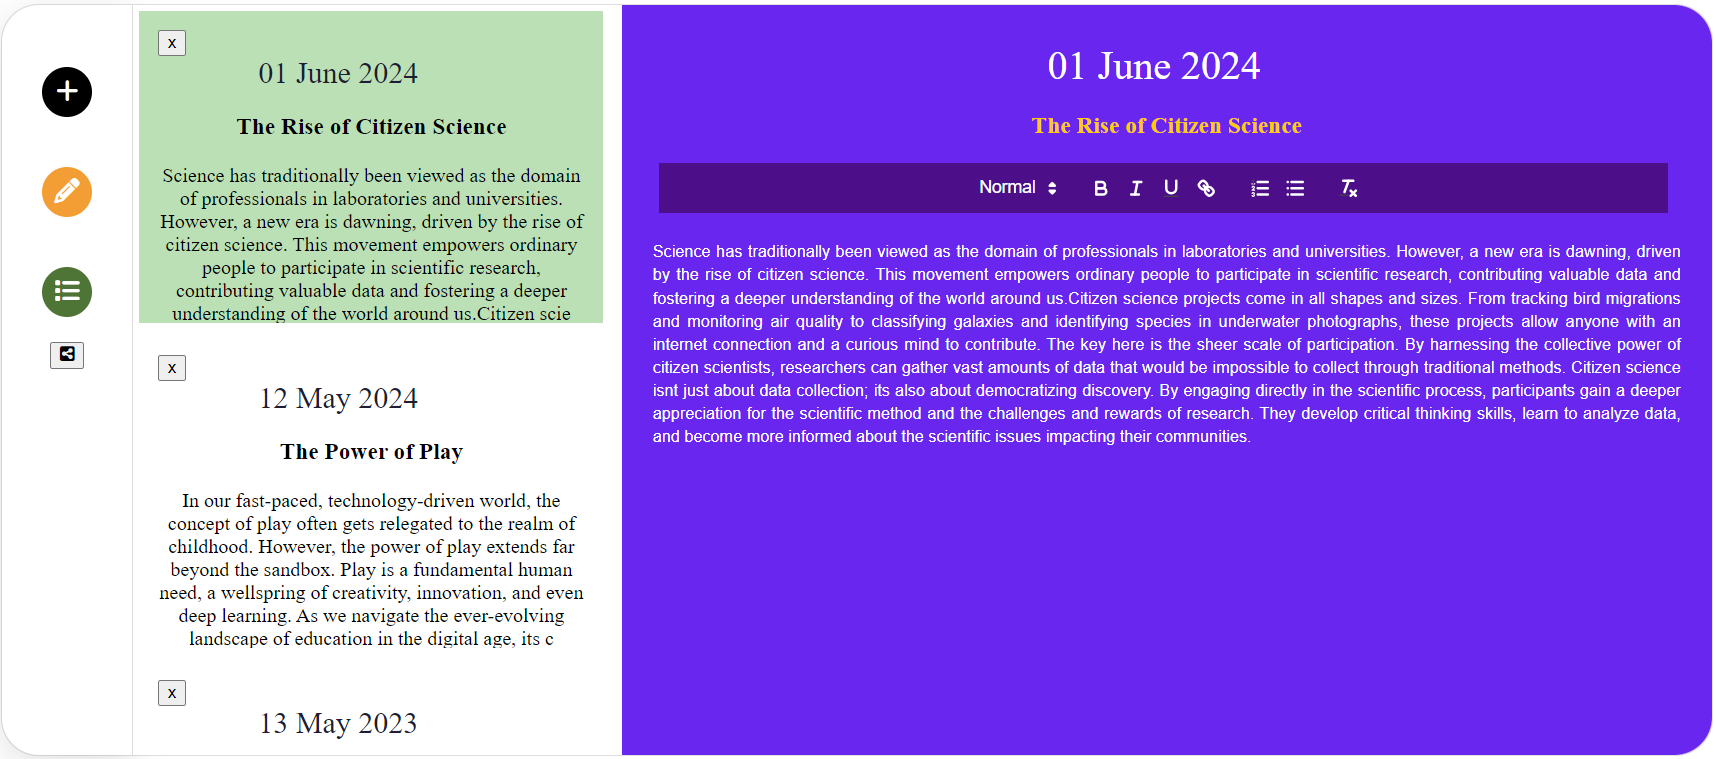 x
01 June 2024
The Rise of Citizen Science
Science has traditionally been viewed as the domain
of professionals in laboratories and universities.
However, a new era is dawning, driven by the rise of
citizen science. This movement empowers ordinary
people to participate in scientific research,
contributing valuable data and fostering a deeper
understanding of the world around us.Citizen scie
x
12 May 2024
The Power of Play
In our fast-paced, technology-driven world, the
concept of play often gets relegated to the realm of
childhood. However, the power of play extends far
beyond the sandbox. Play is a fundamental human
need, a wellspring of creativity, innovation, and even
deep learning. As we navigate the ever-evolving
landscape of education in the digital age, its c
x
13 May 2023
01 June 2024
The Rise of Citizen Science
Normal B I U
Science has traditionally been viewed as the domain of professionals in laboratories and universities. However, a new era is dawning, driven
by the rise of citizen science. This movement empowers ordinary people to participate in scientific research, contributing valuable data and
fostering a deeper understanding of the world around us.Citizen science projects come in all shapes and sizes. From tracking bird migrations
and monitoring air quality to classifying galaxies and identifying species in underwater photographs, these projects allow anyone with an
internet connection and a curious mind to contribute. The key here is the sheer scale of participation. By harnessing the collective power of
citizen scientists, researchers can gather vast amounts of data that would be impossible to collect through traditional methods. Citizen science
isnt just about data collection; its also about democratizing discovery. By engaging directly in the scientific process, participants gain a deeper
appreciation for the scientific method and the challenges and rewards of research. They develop critical thinking skills, learn to analyze data,
and become more informed about the scientific issues impacting their communities.